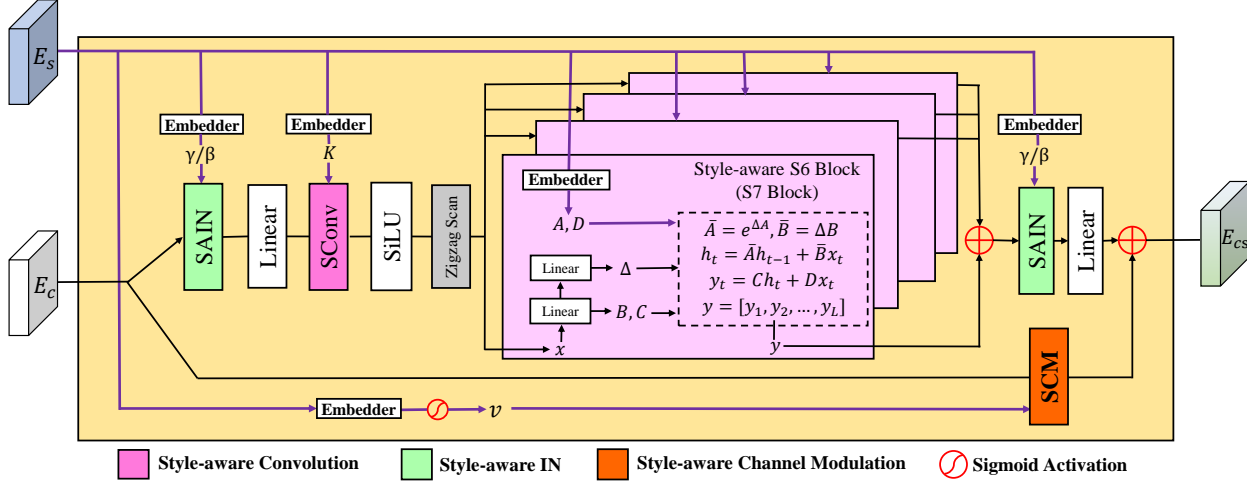 E_s
Embedder
Embedder
Embedder
γ/β
K
γ/β
Style-aware S6 Block
(S7 Block)
Embedder
A, D
Ā = e^{ΔA}, B̄ = ΔB
h_t = Āh_{t-1} + B̄x_t
y_t = Ch_t + Dx_t
y = [y_1, y_2, ..., y_L]
Linear
Δ
Linear
B, C
x
y
SAIN
Linear
SConv
SiLU
Zigzag Scan
SAIN
Linear
E_cs
E_c
SCM
Embedder
v
Style-aware Convolution
Style-aware IN
Style-aware Channel Modulation
Sigmoid Activation